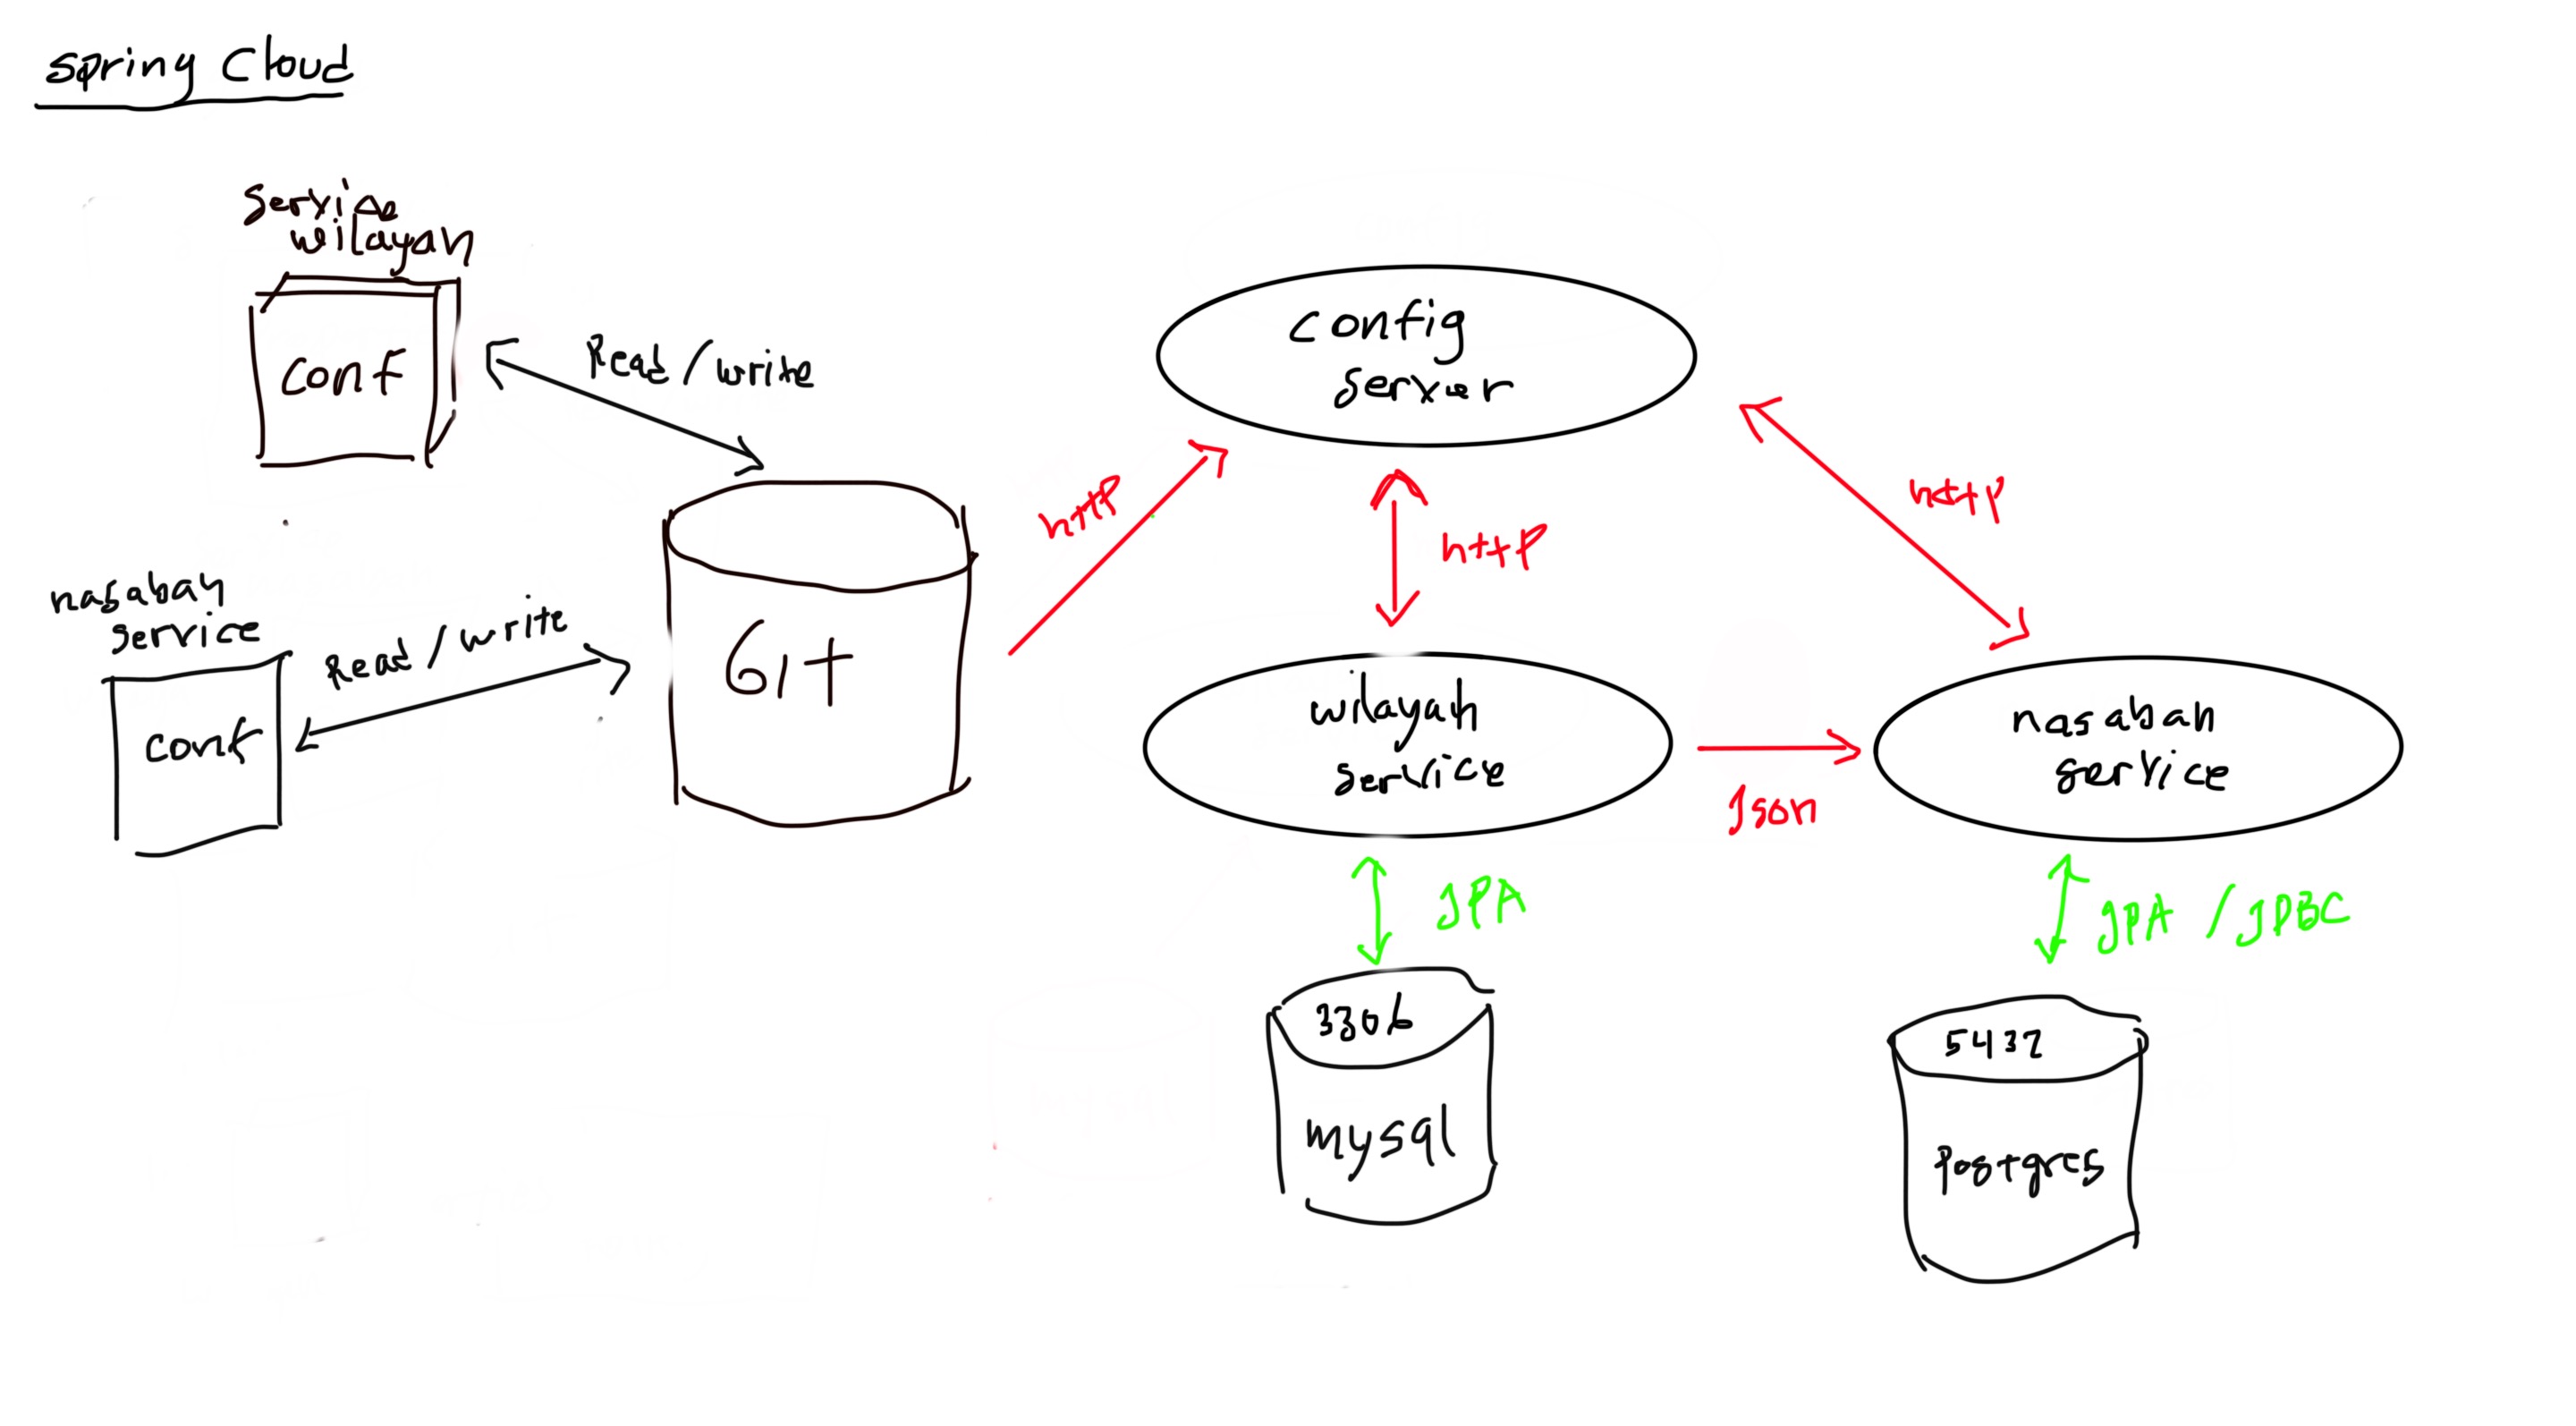 Spring Cloud
Service
wilayah
conf
Read / write
nasabah
service
conf
Read / write
Git
http
config
server
http
http
wilayah
service
Json
nasabah
service
JPA
JPA / JDBC
3306
mysql
5432
Postgres